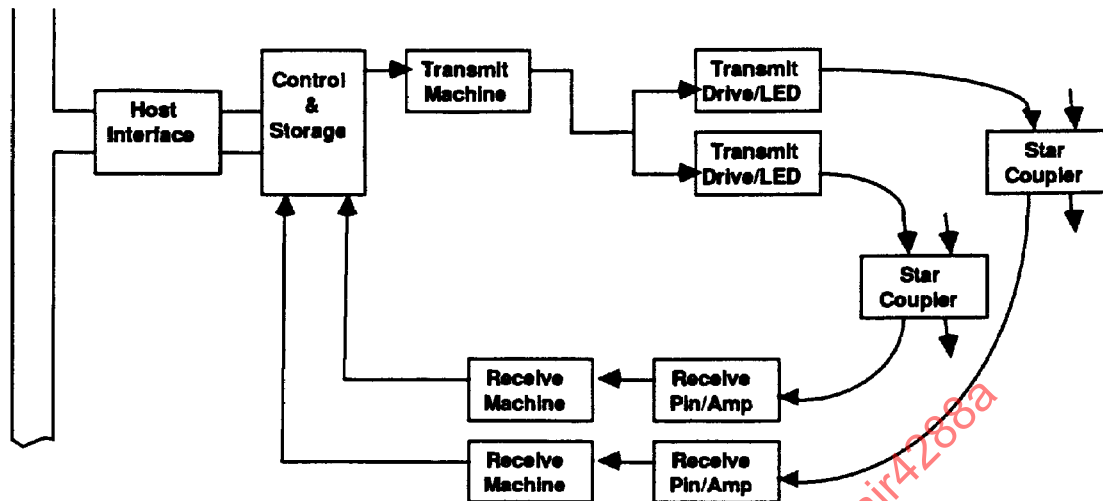 Host
Interface
Control
&
Storage
Transmit
Machine
Transmit
Drive/LED
Transmit
Drive/LED
Star
Coupler
Star
Coupler
Receive
Machine
Receive
Pin/Amp
Receive
Machine
Receive
Pin/Amp
air4288a